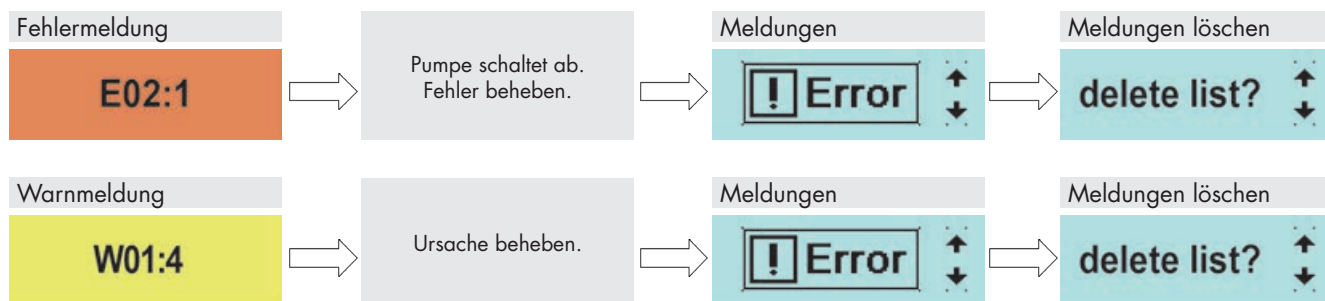 Fehlermeldung
E02:1
Pumpe schaltet ab.
Fehler beheben.
Meldungen
! Error
Meldungen löschen
delete list?
Warnmeldung
W01:4
Ursache beheben.
Meldungen
! Error
Meldungen löschen
delete list?